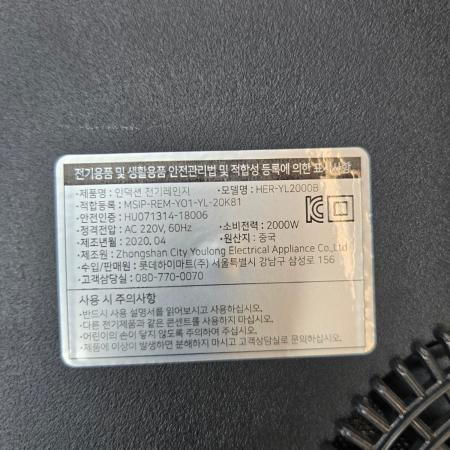 전기용품 및 생활용품 안전관리법 및 적합성 등록에 의한 표시사항
·제품명 : 인덕션 전기레인지 ·모델명 : HER-YL2000B
·적합등록 : MSIP-REM-YO1-YL-20K81
·안전인증 : HU071314-18006
·정격전압 : AC 220V, 60Hz ·소비전력 : 2000W
·제조년월 : 2020. 04 ·원산지 : 중국
·제조원 : Zhongshan City Youlong Electrical Appliance Co.,Ltd
·수입/판매원 : 롯데하이마트(주) 서울특별시 강남구 삼성로 156
·고객상담실 : 080-770-0070
사용 시 주의사항
·반드시 사용 설명서를 읽어보시고 사용하십시오.
·다른 전기제품과 같은 콘센트를 사용하지 마십시오.
·어린이의 손이 닿지 않도록 주의하여 주십시오.
·제품에 이상이 발생하면 분해하지 마시고 고객상담실로 문의하십시오.